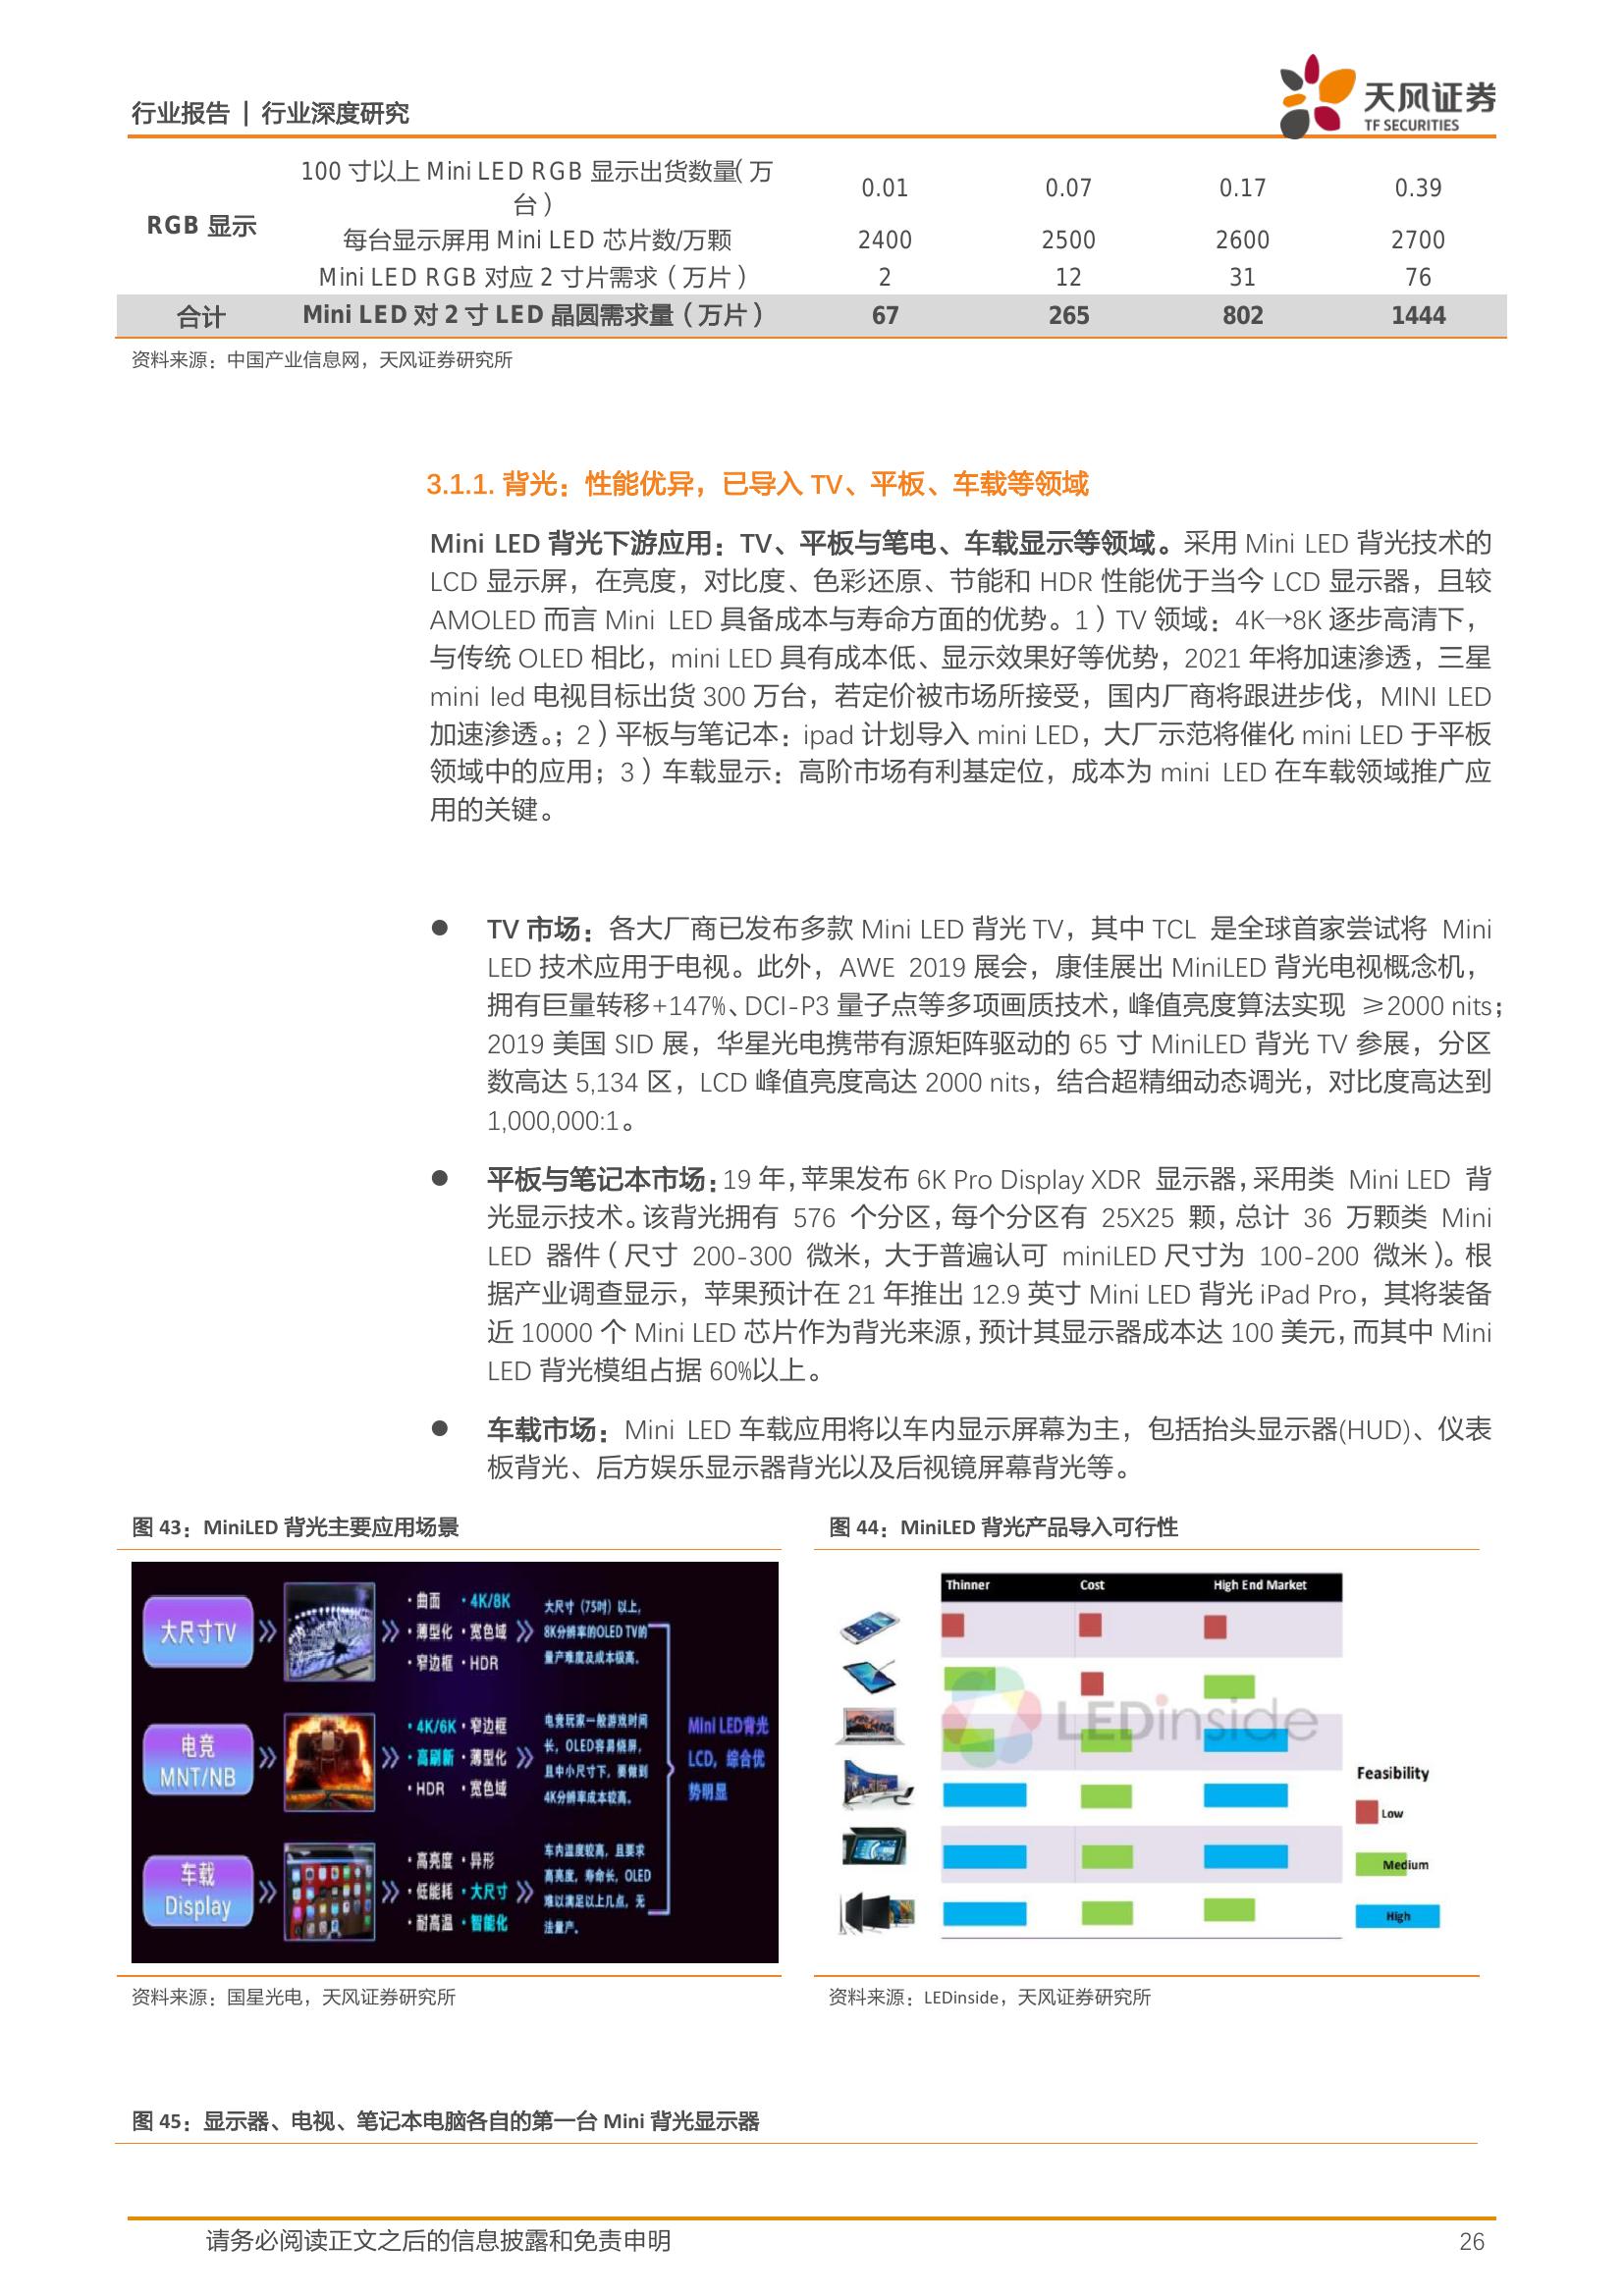 行业报告 | 行业深度研究
天风证券
TF SECURITIES
100 寸以上 Mini LED RGB 显示出货数量(万
台)
0.01 0.07 0.17 0.39
RGB 显示
每台显示屏用 Mini LED 芯片数/万颗 2400 2500 2600 2700
Mini LED RGB 对应 2 寸片需求(万片) 2 12 31 76
合计 Mini LED 对 2 寸 LED 晶圆需求量(万片) 67 265 802 1444
资料来源:中国产业信息网,天风证券研究所
3.1.1. 背光:性能优异,已导入 TV、平板、车载等领域
Mini LED 背光下游应用:TV、平板与笔电、车载显示等领域。采用 Mini LED 背光技术的
LCD 显示屏,在亮度,对比度、色彩还原、节能和 HDR 性能优于当今 LCD 显示器,且较
AMOLED 而言 Mini LED 具备成本与寿命方面的优势。1)TV 领域:4K→8K 逐步高清下,
与传统 OLED 相比,mini LED 具有成本低、显示效果好等优势,2021 年将加速渗透,三星
mini led 电视目标出货 300 万台,若定价被市场所接受,国内厂商将跟进步伐,MINI LED
加速渗透。;2)平板与笔记本:ipad 计划导入 mini LED,大厂示范将催化 mini LED 于平板
领域中的应用;3)车载显示:高阶市场有利基定位,成本为 mini LED 在车载领域推广应
用的关键。
● TV 市场:各大厂商已发布多款 Mini LED 背光 TV,其中 TCL 是全球首家尝试将 Mini
LED 技术应用于电视。此外,AWE 2019 展会,康佳展出 MiniLED 背光电视概念机,
拥有巨量转移+147%、DCI-P3 量子点等多项画质技术,峰值亮度算法实现 ≥2000 nits;
2019 美国 SID 展,华星光电携带有源矩阵驱动的 65 寸 MiniLED 背光 TV 参展,分区
数高达 5,134 区,LCD 峰值亮度高达 2000 nits,结合超精细动态调光,对比度高达到
1,000,000:1。
● 平板与笔记本市场:19 年,苹果发布 6K Pro Display XDR 显示器,采用类 Mini LED 背
光显示技术。该背光拥有 576 个分区,每个分区有 25X25 颗,总计 36 万颗类 Mini
LED 器件(尺寸 200-300 微米,大于普遍认可 miniLED 尺寸为 100-200 微米)。根
据产业调查显示,苹果预计在 21 年推出 12.9 英寸 Mini LED 背光 iPad Pro,其将装备
近 10000 个 Mini LED 芯片作为背光来源,预计其显示器成本达 100 美元,而其中 Mini
LED 背光模组占据 60%以上。
● 车载市场:Mini LED 车载应用将以车内显示屏幕为主,包括抬头显示器(HUD)、仪表
板背光、后方娱乐显示器背光以及后视镜屏幕背光等。
图 43:MiniLED 背光主要应用场景
大尺寸TV
·曲面 ·4K/8K
·薄型化 ·宽色域
·窄边框 ·HDR
大尺寸(75吋)以上,
8K分辨率的OLED TV的
量产难度及成本极高。
电竞
MNT/NB
·4K/6K ·窄边框
·高刷新 ·薄型化
·HDR ·宽色域
电竞玩家一般游戏时间
长,OLED容易烧屏,
且中小尺寸下,要做到
4K分辨率成本较高。
车载
Display
·高亮度 ·异形
·低能耗 ·大尺寸
·耐高温 ·智能化
车内温度较高,且要求
高亮度,寿命长,OLED
难以满足以上几点,无
法量产。
Mini LED背光
LCD,综合优
势明显
资料来源:国星光电,天风证券研究所
图 44:MiniLED 背光产品导入可行性
Thinner Cost High End Market
LEDinside
Feasibility
Low
Medium
High
资料来源:LEDinside,天风证券研究所
图 45:显示器、电视、笔记本电脑各自的第一台 Mini 背光显示器
请务必阅读正文之后的信息披露和免责申明 26